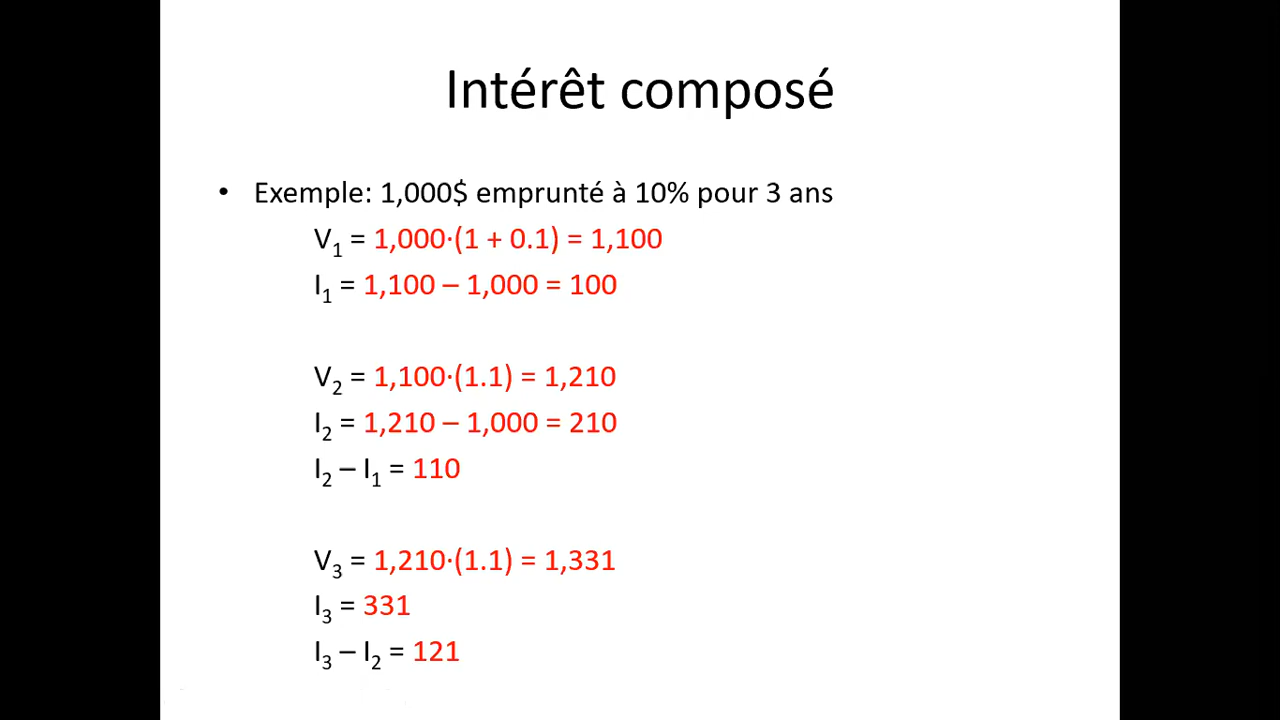 Intérêt composé
• Exemple: 1,000$ emprunté à 10% pour 3 ans
V₁ = 1,000·(1 + 0.1) = 1,100
I₁ = 1,100 – 1,000 = 100
V₂ = 1,100·(1.1) = 1,210
I₂ = 1,210 – 1,000 = 210
I₂ – I₁ = 110
V₃ = 1,210·(1.1) = 1,331
I₃ = 331
I₃ – I₂ = 121